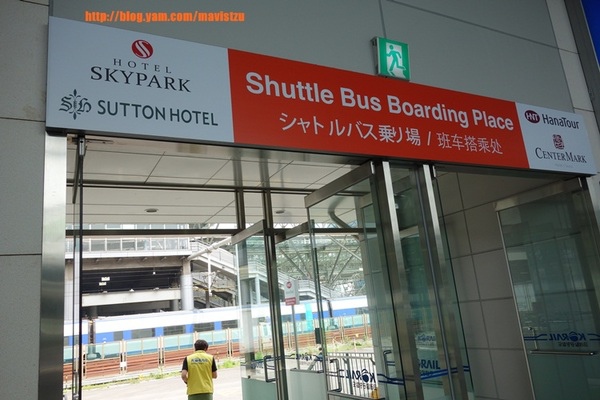 http://blog.yam.com/mavistzu
HOTEL
SKYPARK
SUTTON HOTEL
Shuttle Bus Boarding Place
シャトルバス乗り場 / 班车搭乘处
HNT HanaTour
CENTERMARK
KORAIL